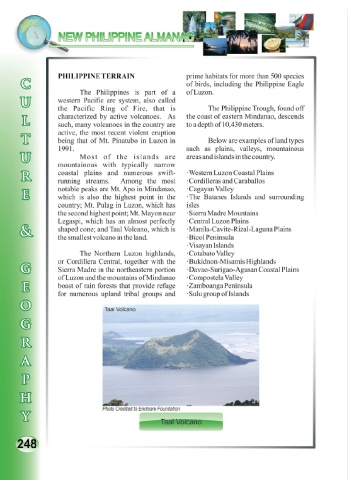 NEW PHILIPPINE ALMANAC
CULTURE & GEOGRAPHY
PHILIPPINE TERRAIN
The Philippines is part of a
western Pacific arc system, also called
the Pacific Ring of Fire, that is
characterized by active volcanoes. As
such, many volcanoes in the country are
active, the most recent violent eruption
being that of Mt. Pinatubo in Luzon in
1991.
Most of the islands are
mountainous with typically narrow
coastal plains and numerous swift-
running streams. Among the most
notable peaks are Mt. Apo in Mindanao,
which is also the highest point in the
country; Mt. Pulag in Luzon, which has
the second highest point; Mt. Mayon near
Legaspi, which has an almost perfectly
shaped cone; and Taal Volcano, which is
the smallest volcano in the land.
The Northern Luzon highlands,
or Cordillera Central, together with the
Sierra Madre in the northeastern portion
of Luzon and the mountains of Mindanao
boast of rain forests that provide refuge
for numerous upland tribal groups and
prime habitats for more than 500 species
of birds, including the Philippine Eagle
of Luzon.
The Philippine Trough, found off
the coast of eastern Mindanao, descends
to a depth of 10,430 meters.
Below are examples of land types
such as plains, valleys, mountainous
areas and islands in the country.
·Western Luzon Coastal Plains
·Cordilleras and Caraballos
·Cagayan Valley
·The Batanes Islands and surrounding
isles
·Sierra Madre Mountains
·Central Luzon Plains
·Manila-Cavite-Rizal-Laguna Plains
·Bicol Peninsula
·Visayan Islands
·Cotabato Valley
·Bukidnon-Misamis Highlands
·Davao-Surigao-Agusan Coastal Plains
·Compostela Valley
·Zamboanga Peninsula
·Sulu group of Islands
Taal Volcano
Photo Credited to Endeavre Foundation
Taal Volcano
248